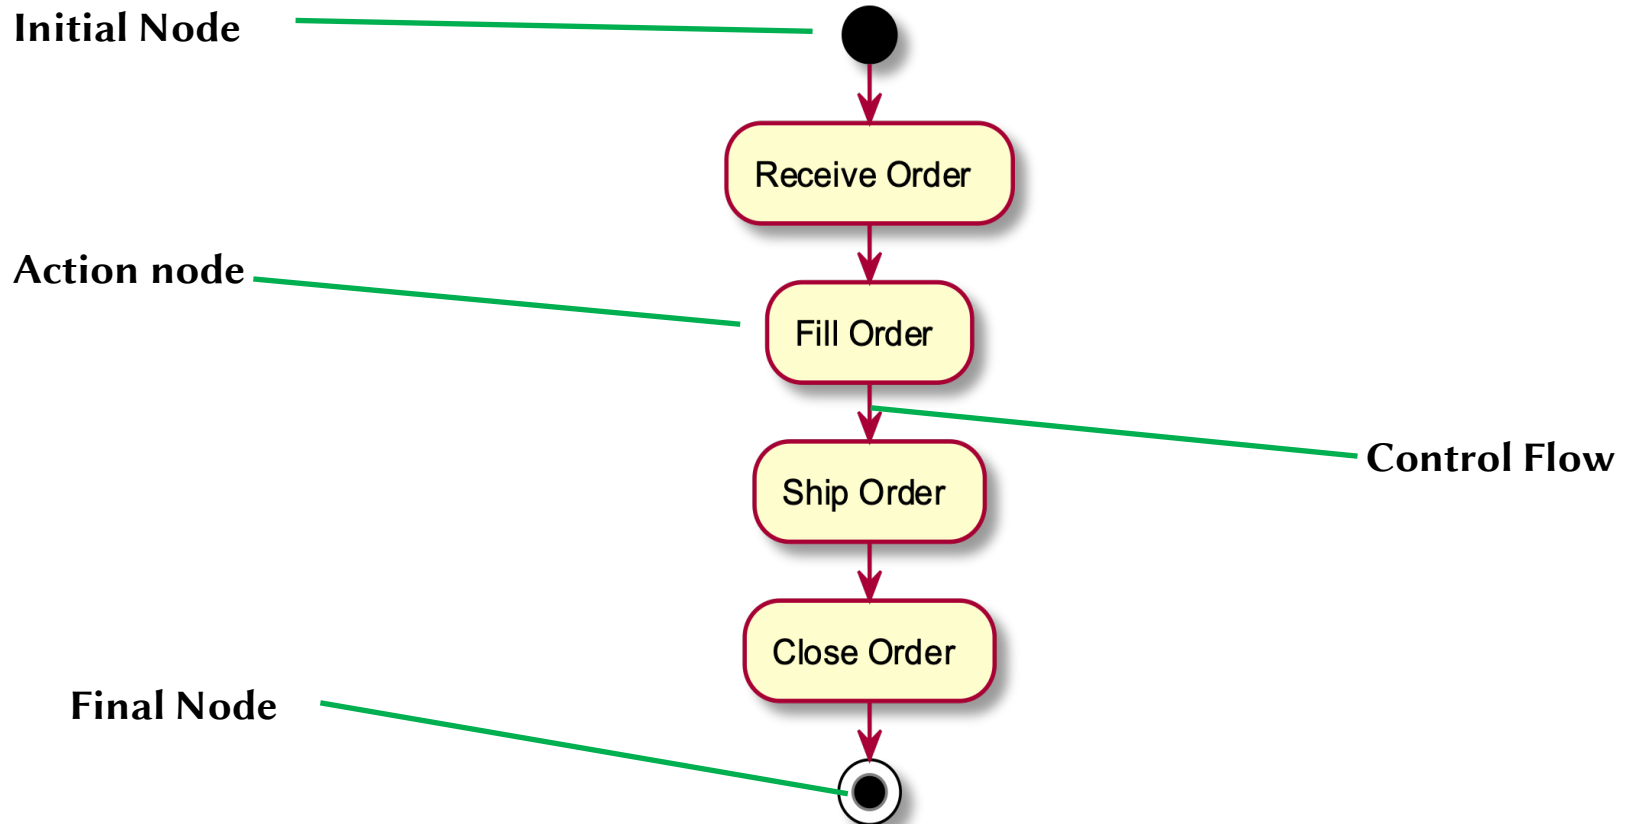 Initial Node
Receive Order
Action node
Fill Order
Control Flow
Ship Order
Close Order
Final Node